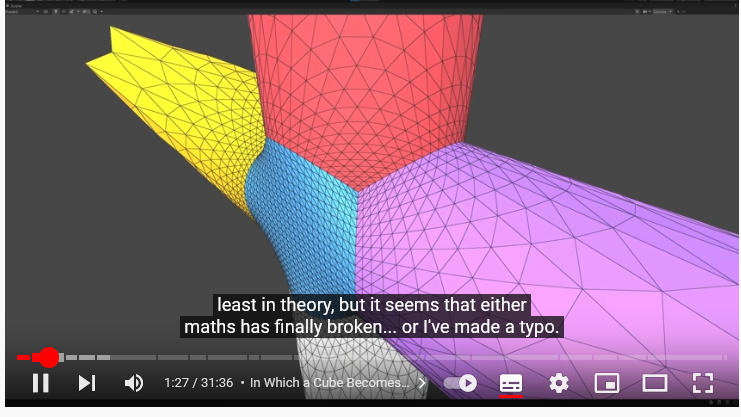 Scene
least in theory, but it seems that either
maths has finally broken... or I've made a typo.
1:27 / 31:36 • In Which a Cube Becomes...